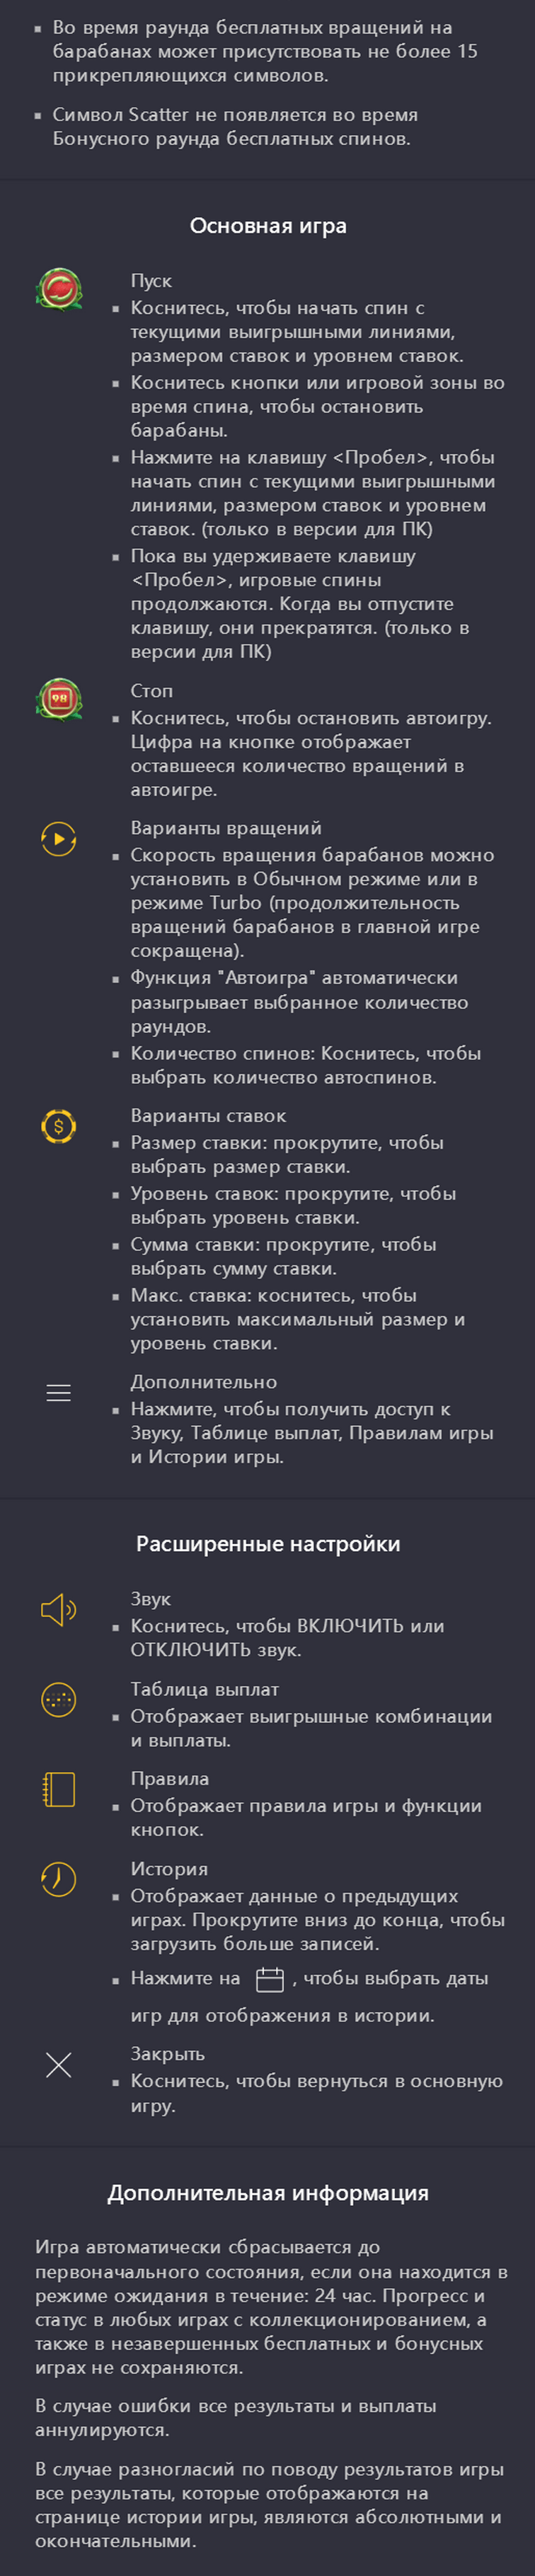 Во время раунда бесплатных вращений на
барабанах может присутствовать не более 15
прикрепляющихся символов.
Символ Scatter не появляется во время
Бонусного раунда бесплатных спинов.
Основная игра
Пуск
Коснитесь, чтобы начать спин с
текущими выигрышными линиями,
размером ставок и уровнем ставок.
Коснитесь кнопки или игровой зоны во
время спина, чтобы остановить
барабаны.
Нажмите на клавишу <Пробел>, чтобы
начать спин с текущими выигрышными
линиями, размером ставок и уровнем
ставок. (только в версии для ПК)
Пока вы удерживаете клавишу
<Пробел>, игровые спины
продолжаются. Когда вы отпустите
клавишу, они прекратятся. (только в
версии для ПК)
98
Стоп
Коснитесь, чтобы остановить автоигру.
Цифра на кнопке отображает
оставшееся количество вращений в
автоигре.
Варианты вращений
Скорость вращения барабанов можно
установить в Обычном режиме или в
режиме Turbo (продолжительность
вращений барабанов в главной игре
сокращена).
Функция "Автоигра" автоматически
разыгрывает выбранное количество
раундов.
Количество спинов: Коснитесь, чтобы
выбрать количество автоспинов.
$
Варианты ставок
Размер ставки: прокрутите, чтобы
выбрать размер ставки.
Уровень ставок: прокрутите, чтобы
выбрать уровень ставки.
Сумма ставки: прокрутите, чтобы
выбрать сумму ставки.
Макс. ставка: коснитесь, чтобы
установить максимальный размер и
уровень ставки.
Дополнительно
Нажмите, чтобы получить доступ к
Звуку, Таблице выплат, Правилам игры
и Истории игры.
Расширенные настройки
Звук
Коснитесь, чтобы ВКЛЮЧИТЬ или
ОТКЛЮЧИТЬ звук.
Таблица выплат
Отображает выигрышные комбинации
и выплаты.
Правила
Отображает правила игры и функции
кнопок.
История
Отображает данные о предыдущих
играх. Прокрутите вниз до конца, чтобы
загрузить больше записей.
Нажмите на , чтобы выбрать даты
игр для отображения в истории.
Закрыть
Коснитесь, чтобы вернуться в основную
игру.
Дополнительная информация
Игра автоматически сбрасывается до
первоначального состояния, если она находится в
режиме ожидания в течение: 24 час. Прогресс и
статус в любых играх с коллекционированием, а
также в незавершенных бесплатных и бонусных
играх не сохраняются.
В случае ошибки все результаты и выплаты
аннулируются.
В случае разногласий по поводу результатов игры
все результаты, которые отображаются на
странице истории игры, являются абсолютными и
окончательными.